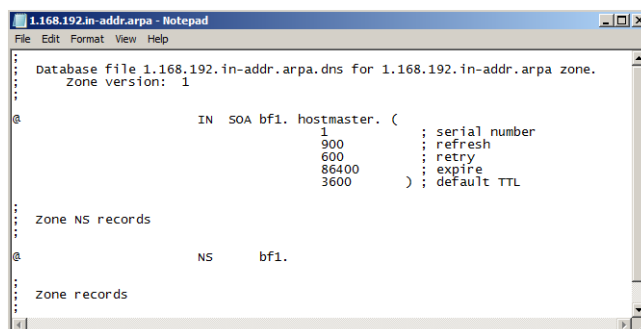 1.168.192.in-addr.arpa - Notepad
File Edit Format View Help
;
; Database file 1.168.192.in-addr.arpa.dns for 1.168.192.in-addr.arpa zone.
; Zone version: 1
;
@ IN SOA bf1. hostmaster. (
1 ; serial number
900 ; refresh
600 ; retry
86400 ; expire
3600 ) ; default TTL
;
; Zone NS records
;
@ NS bf1.
;
; Zone records
;